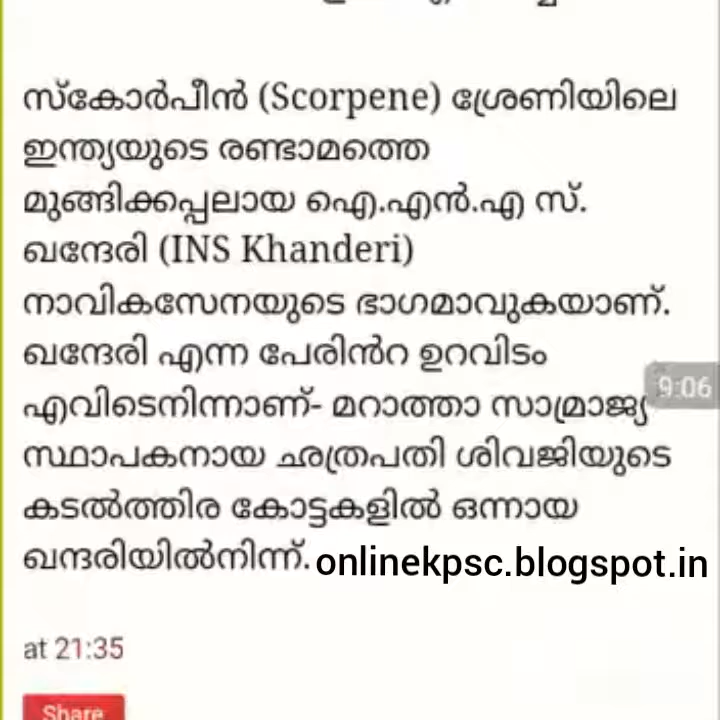 സ്കോർപീൻ (Scorpene) ശ്രേണിയിലെ
ഇന്ത്യയുടെ രണ്ടാമത്തെ
മുങ്ങിക്കപ്പലായ ഐ.എൻ.എ സ്.
ഖന്ദേരി (INS Khanderi)
നാവികസേനയുടെ ഭാഗമാവുകയാണ്.
ഖന്ദേരി എന്ന പേരിൻറ ഉറവിടം
9:06
എവിടെനിന്നാണ്- മറാത്താ സാമ്രാജ്യ
സ്ഥാപകനായ ഛത്രപതി ശിവജിയുടെ
കടൽത്തിര കോട്ടകളിൽ ഒന്നായ
ഖന്ദരിയിൽനിന്ന്. onlinekpsc.blogspot.in
at 21:35
Share